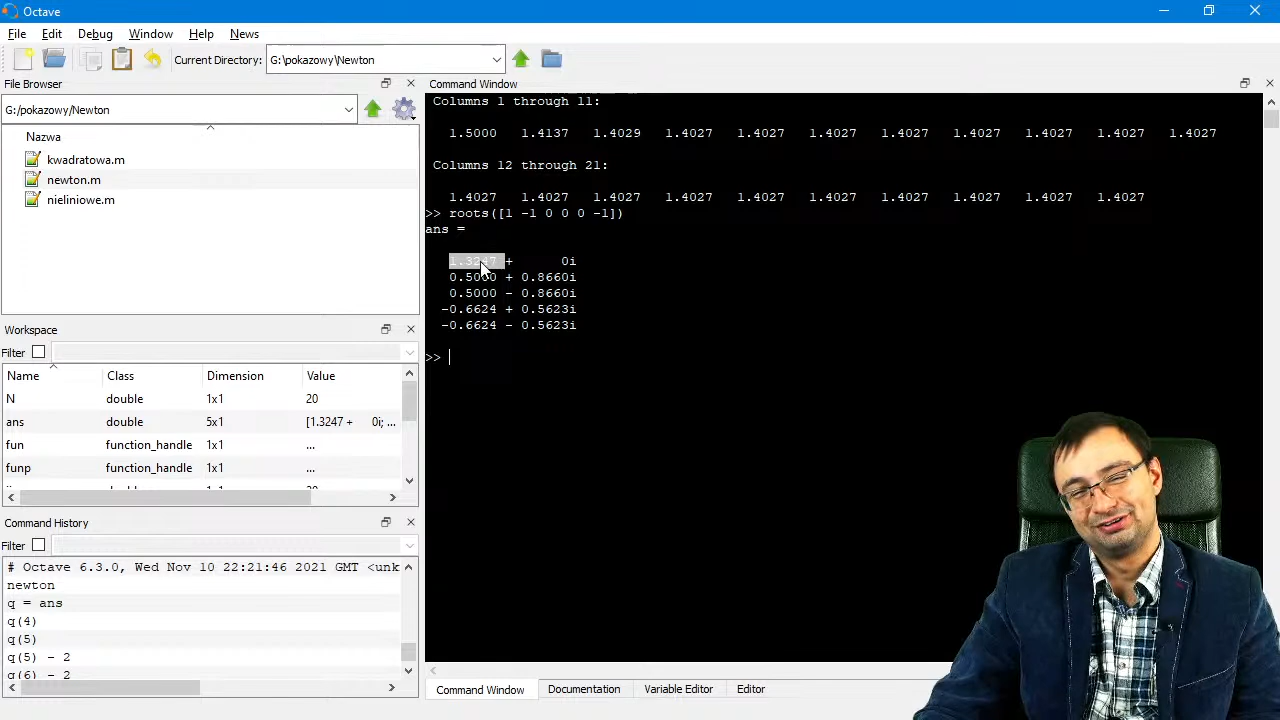 Octave
File Edit Debug Window Help News
Current Directory: G:\pokazowy\Newton
File Browser
G:/pokazowy/Newton
Nazwa
kwadratowa.m
newton.m
nieliniowe.m
Workspace
Filter
Name Class Dimension Value
N double 1x1 20
ans double 5x1 [1.3247 + 0i; ...
fun function_handle 1x1 ...
funp function_handle 1x1 ...
Command History
Filter
# Octave 6.3.0, Wed Nov 10 22:21:46 2021 GMT <unk
newton
q = ans
q(4)
q(5)
q(5) - 2
q(6) - 2
Command Window
Columns 1 through 11:
1.5000 1.4137 1.4029 1.4027 1.4027 1.4027 1.4027 1.4027 1.4027 1.4027 1.4027
Columns 12 through 21:
1.4027 1.4027 1.4027 1.4027 1.4027 1.4027 1.4027 1.4027 1.4027 1.4027
>> roots([1 -1 0 0 0 -1])
ans =
1.3247 + 0i
0.5000 + 0.8660i
0.5000 - 0.8660i
-0.6624 + 0.5623i
-0.6624 - 0.5623i
>>
Command Window Documentation Variable Editor Editor